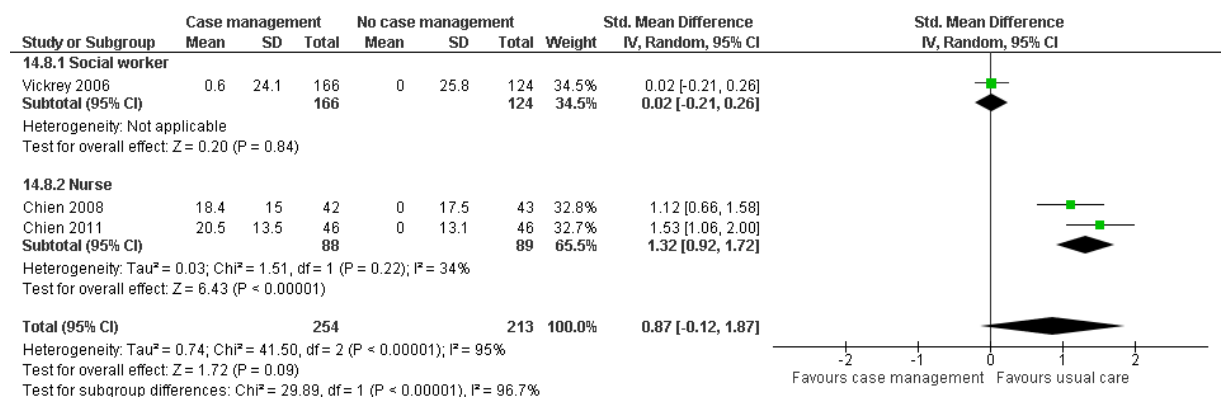 Case management No case management Std. Mean Difference Std. Mean Difference
Study or Subgroup Mean SD Total Mean SD Total Weight IV, Random, 95% CI IV, Random, 95% CI
14.8.1 Social worker
Vickrey 2006 0.6 24.1 166 0 25.8 124 34.5% 0.02 [-0.21, 0.26]
Subtotal (95% CI) 166 124 34.5% 0.02 [-0.21, 0.26]
Heterogeneity: Not applicable
Test for overall effect: Z = 0.20 (P = 0.84)
14.8.2 Nurse
Chien 2008 18.4 15 42 0 17.5 43 32.8% 1.12 [0.66, 1.58]
Chien 2011 20.5 13.5 46 0 13.1 46 32.7% 1.53 [1.06, 2.00]
Subtotal (95% CI) 88 89 65.5% 1.32 [0.92, 1.72]
Heterogeneity: Tau² = 0.03; Chi² = 1.51, df = 1 (P = 0.22); I² = 34%
Test for overall effect: Z = 6.43 (P < 0.00001)
Total (95% CI) 254 213 100.0% 0.87 [-0.12, 1.87]
Heterogeneity: Tau² = 0.74; Chi² = 41.50, df = 2 (P < 0.00001); I² = 95%
Test for overall effect: Z = 1.72 (P = 0.09)
Test for subgroup differences: Chi² = 29.89, df = 1 (P < 0.00001), I² = 96.7%
-2 -1 0 1 2
Favours case management Favours usual care